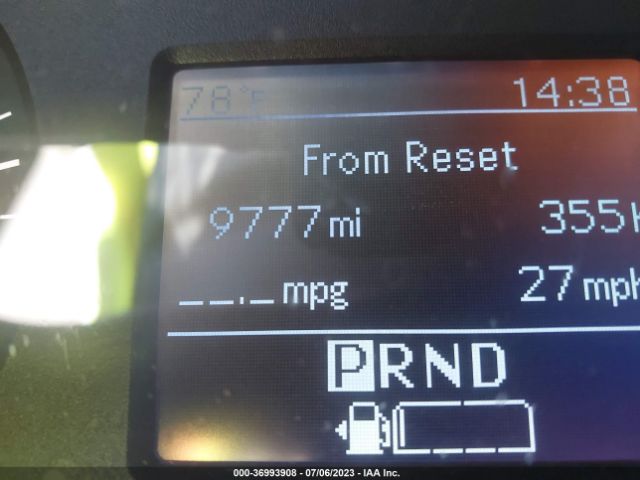 78°F 14:38
From Reset
9777 mi 355 h
__._ mpg 27 mph
PRND
000-36993908 - 07/06/2023 - IAA Inc.